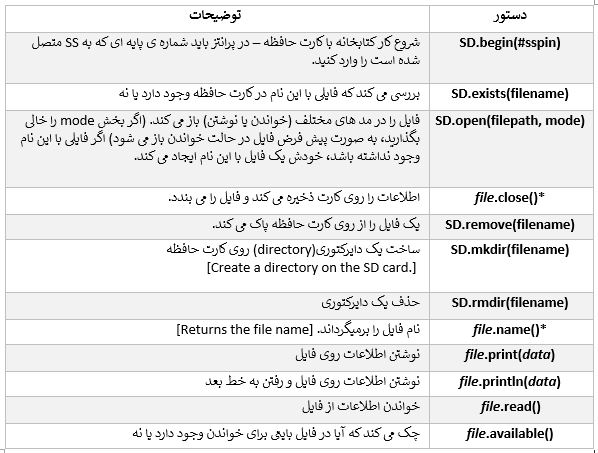 دستور توضیحات
SD.begin(#sspin) شروع کار کتابخانه با کارت حافظه – در پرانتز باید شماره ی پایه ای که به SS متصل
شده است را وارد کنید.
SD.exists(filename) بررسی می کند که فایلی با این نام در کارت حافظه وجود دارد یا نه
SD.open(filepath, mode) فایل را در مد های مختلف (خواندن یا نوشتن) باز می کند. (اگر بخش mode را خالی
بگذارید، به صورت پیش فرض فایل در حالت خواندن باز می شود) اگر فایلی با این نام
وجود نداشته باشد، خودش یک فایل با این نام ایجاد می کند.
file.close()* اطلاعات را روی کارت ذخیره می کند و فایل را می بندد.
SD.remove(filename) یک فایل را از روی کارت حافظه پاک می کند.
SD.mkdir(filename) ساخت یک دایرکتوری(directory) روی کارت حافظه
[Create a directory on the SD card.]
SD.rmdir(filename) حذف یک دایرکتوری
file.name()* نام فایل را برمیگرداند. [Returns the file name]
file.print(data) نوشتن اطلاعات روی فایل
file.println(data) نوشتن اطلاعات روی فایل و رفتن به خط بعد
file.read() خواندن اطلاعات از فایل
file.available() چک می کند که آیا در فایل بایتی برای خواندن وجود دارد یا نه